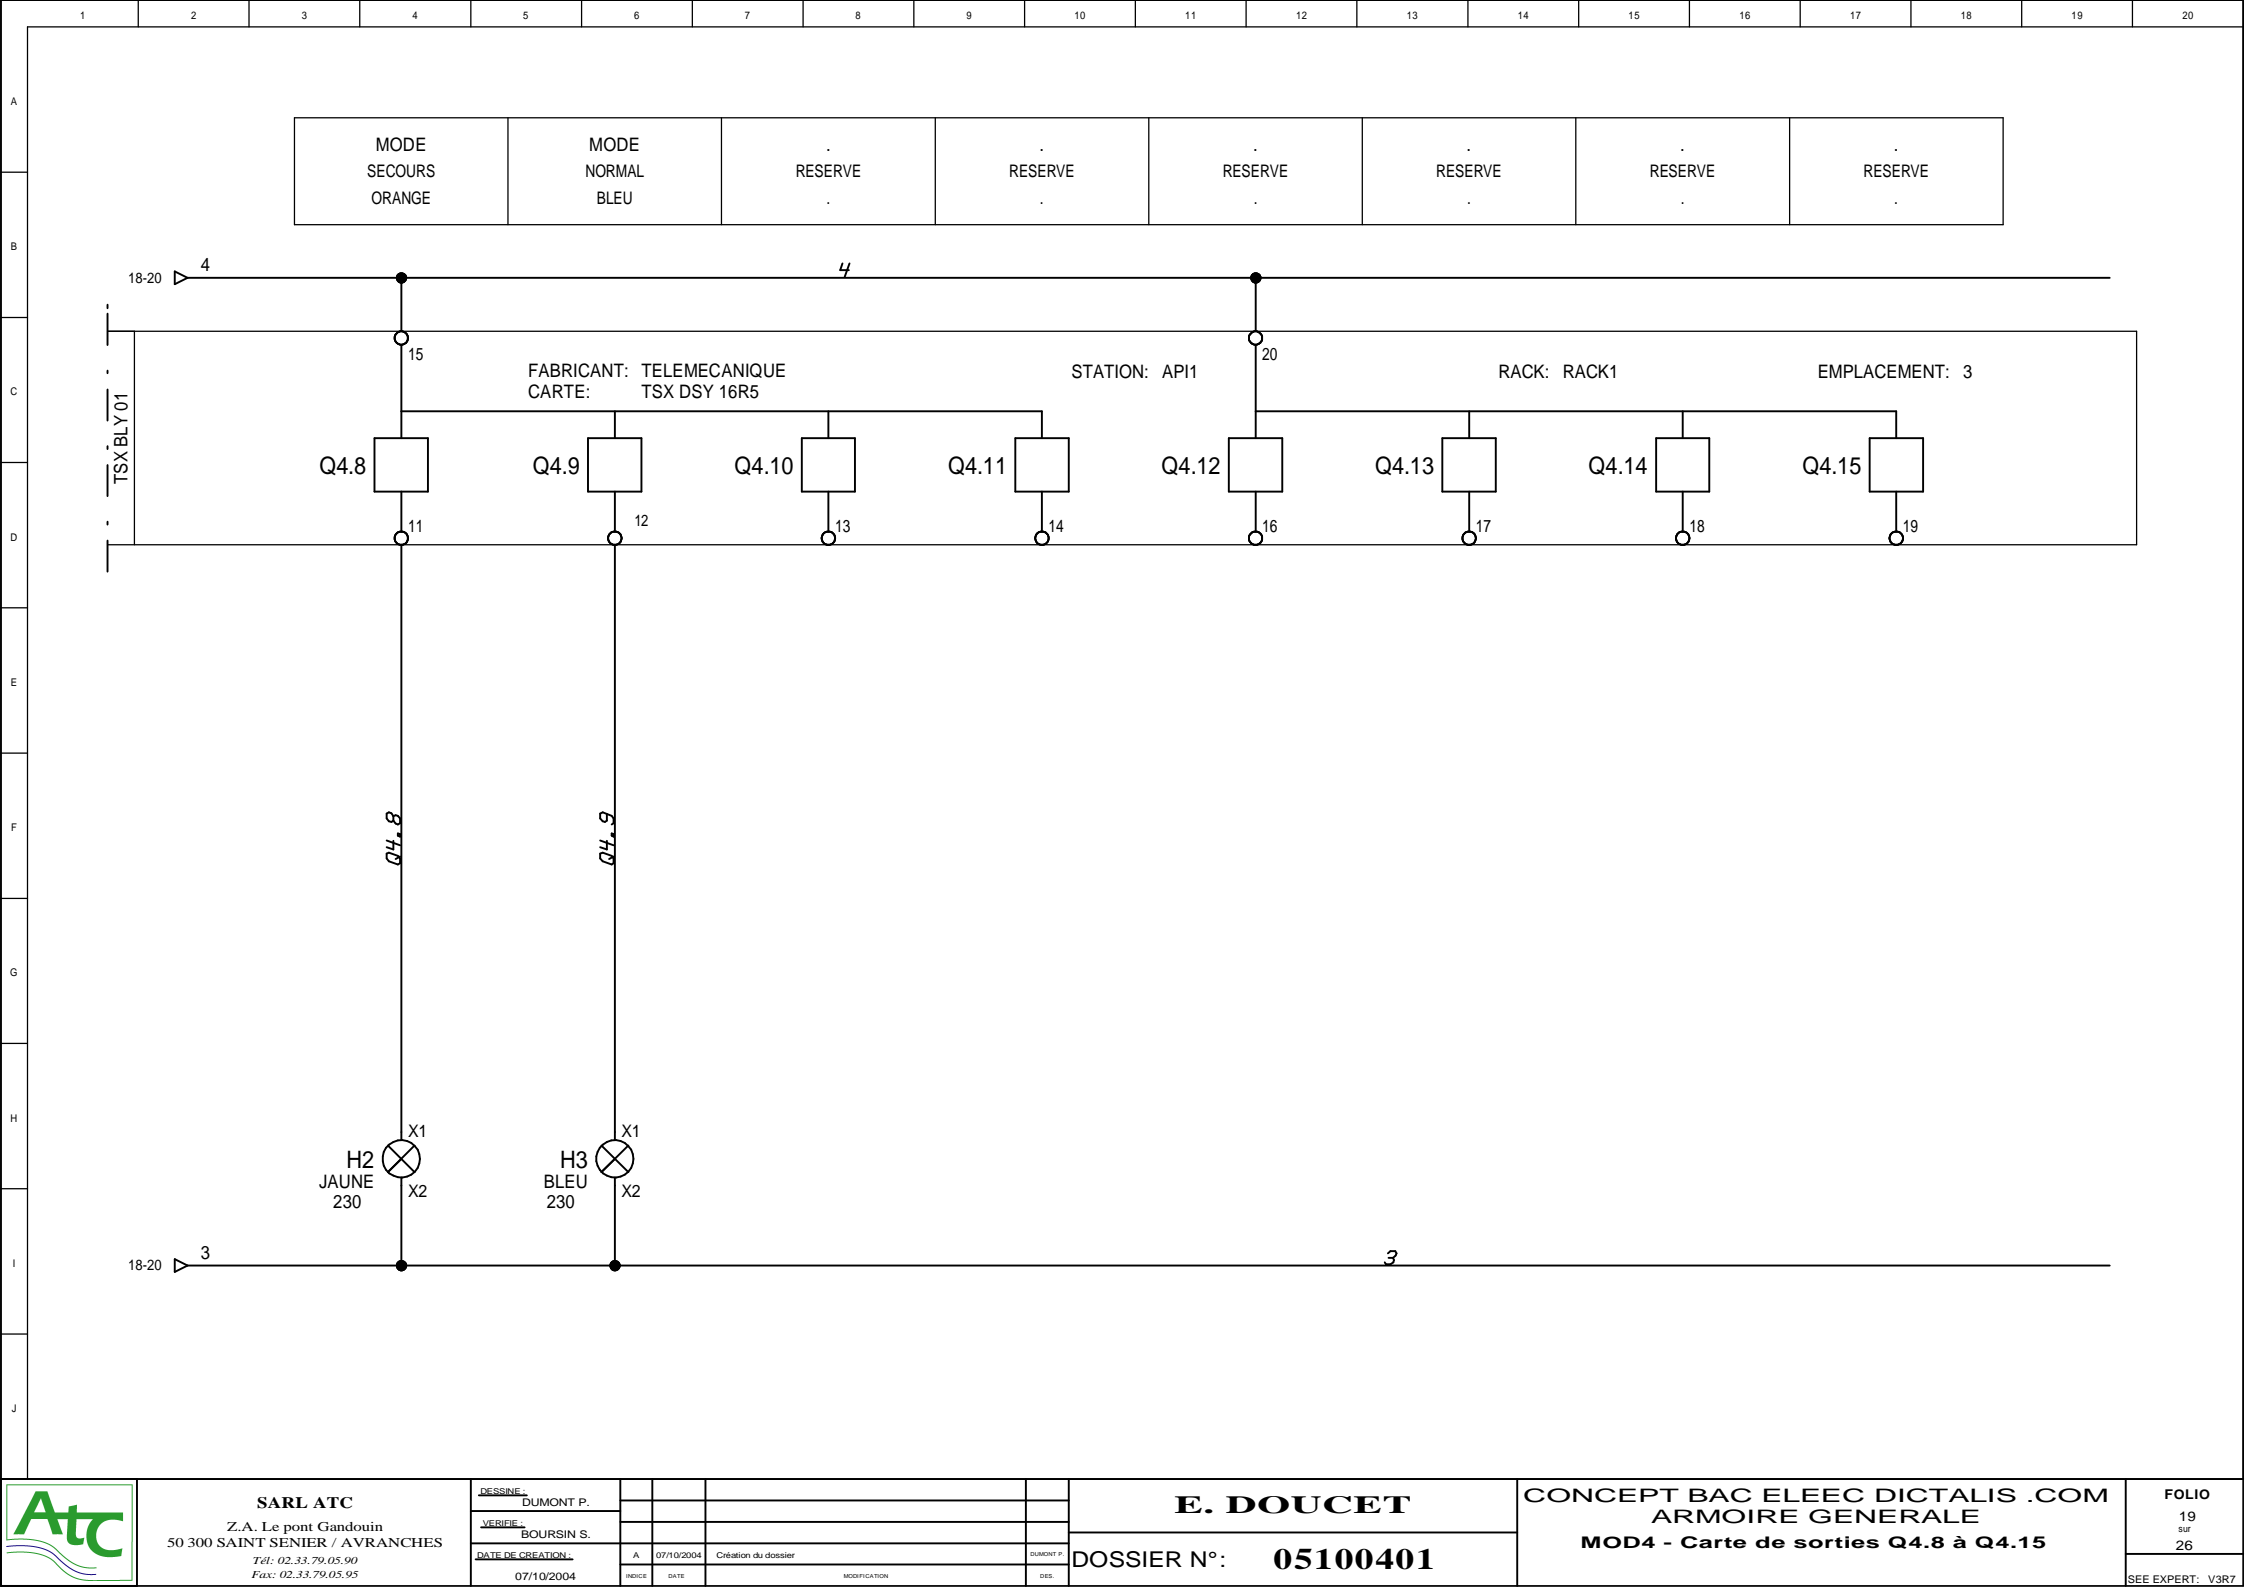 1 2 3 4 5 6 7 8 9 10 11 12 13 14 15 16 17 18 19 20
A
B
C
D
E
F
G
H
I
J
MODE
SECOURS
ORANGE
MODE
NORMAL
BLEU
.
RESERVE
.
.
RESERVE
.
.
RESERVE
.
.
RESERVE
.
.
RESERVE
.
.
RESERVE
.
18-20 4 4
15 20
FABRICANT: TELEMECANIQUE STATION: API1 RACK: RACK1 EMPLACEMENT: 3
CARTE: TSX DSY 16R5
TSX BLY 01
Q4.8 Q4.9 Q4.10 Q4.11 Q4.12 Q4.13 Q4.14 Q4.15
11 12 13 14 16 17 18 19
Q4.8 Q4.9
X1 X1
H2 H3
JAUNE BLEU
230 230
X2 X2
18-20 3 3
Atc
SARL ATC
Z.A. Le pont Gandouin
50 300 SAINT SENIER / AVRANCHES
Tél: 02.33.79.05.90
Fax: 02.33.79.05.95
DESSINE :
DUMONT P.
VERIFIE :
BOURSIN S.
DATE DE CREATION :
07/10/2004
A 07/10/2004 Création du dossier DUMONT P.
INDICE DATE MODIFICATION DES.
E. DOUCET
DOSSIER N°: 05100401
CONCEPT BAC ELEEC DICTALIS .COM
ARMOIRE GENERALE
MOD4 - Carte de sorties Q4.8 à Q4.15
FOLIO
19
sur
26
SEE EXPERT: V3R7